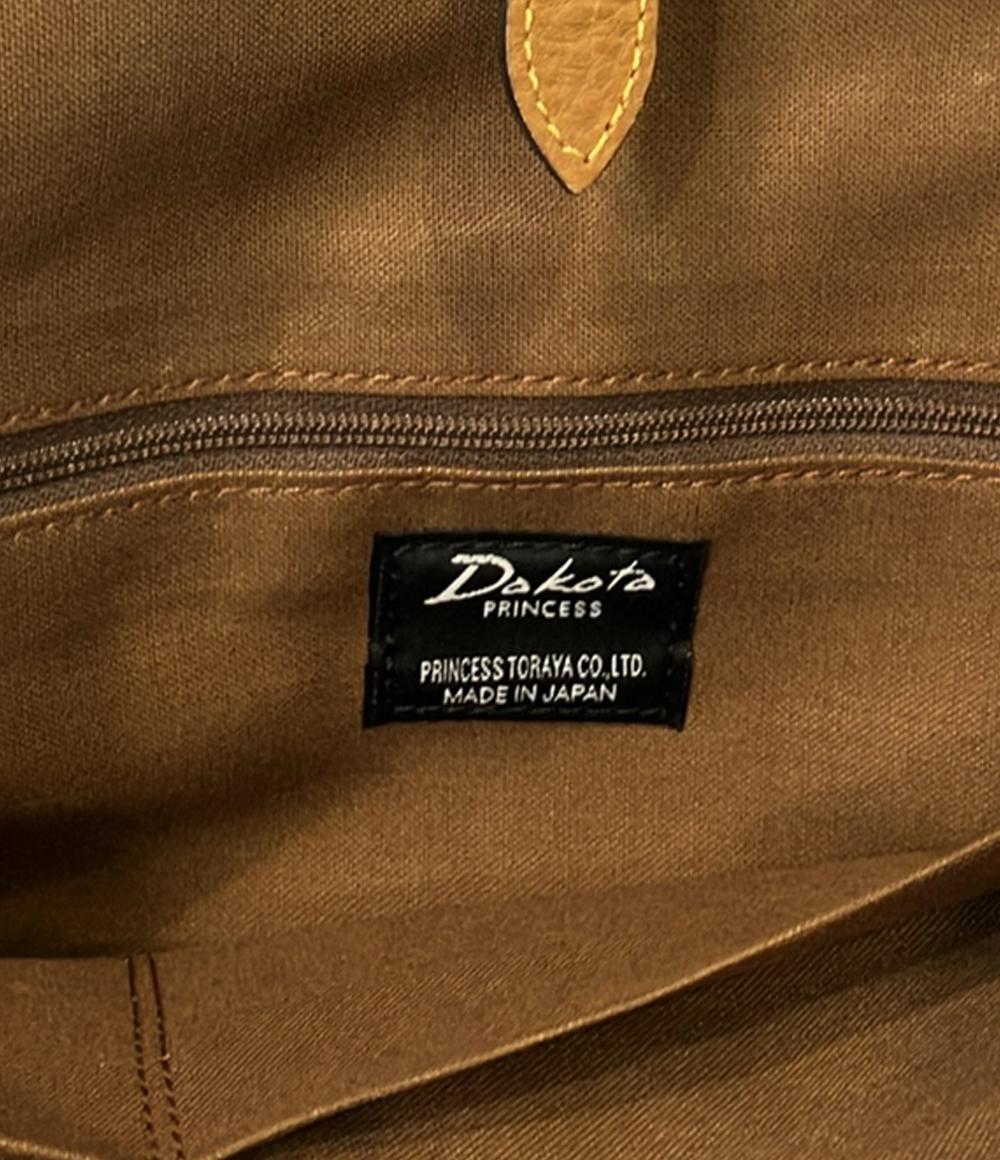 Dakota
PRINCESS
PRINCESS TORAYA CO.,LTD.
MADE IN JAPAN